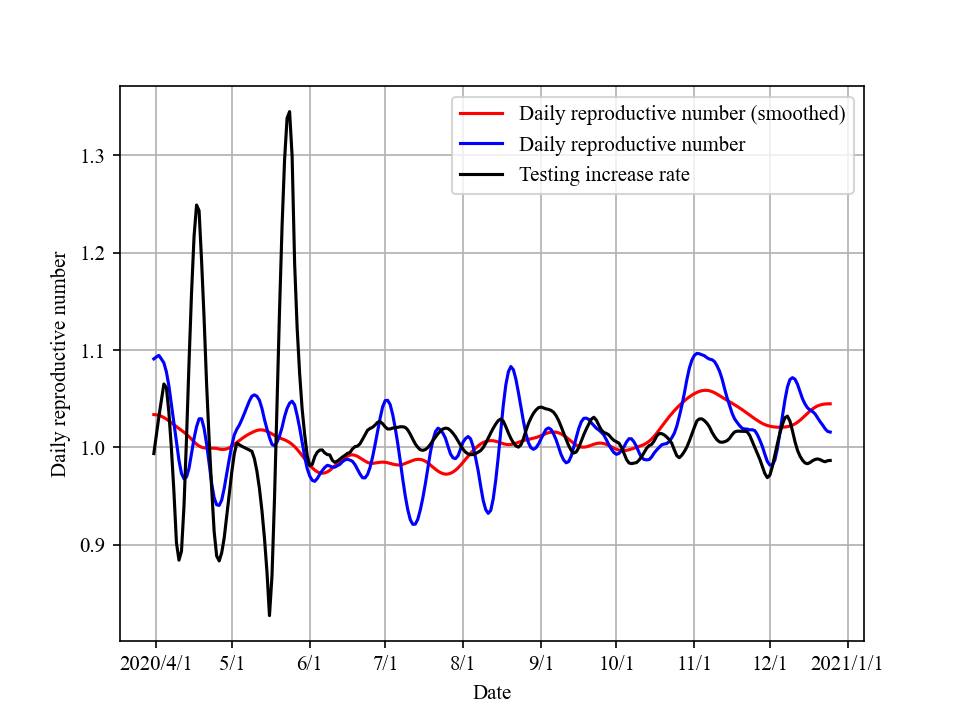 Daily reproductive number (smoothed)
Daily reproductive number
Testing increase rate
1.3
1.2
1.1
1.0
0.9
Daily reproductive number
2020/4/1 5/1 6/1 7/1 8/1 9/1 10/1 11/1 12/1 2021/1/1
Date